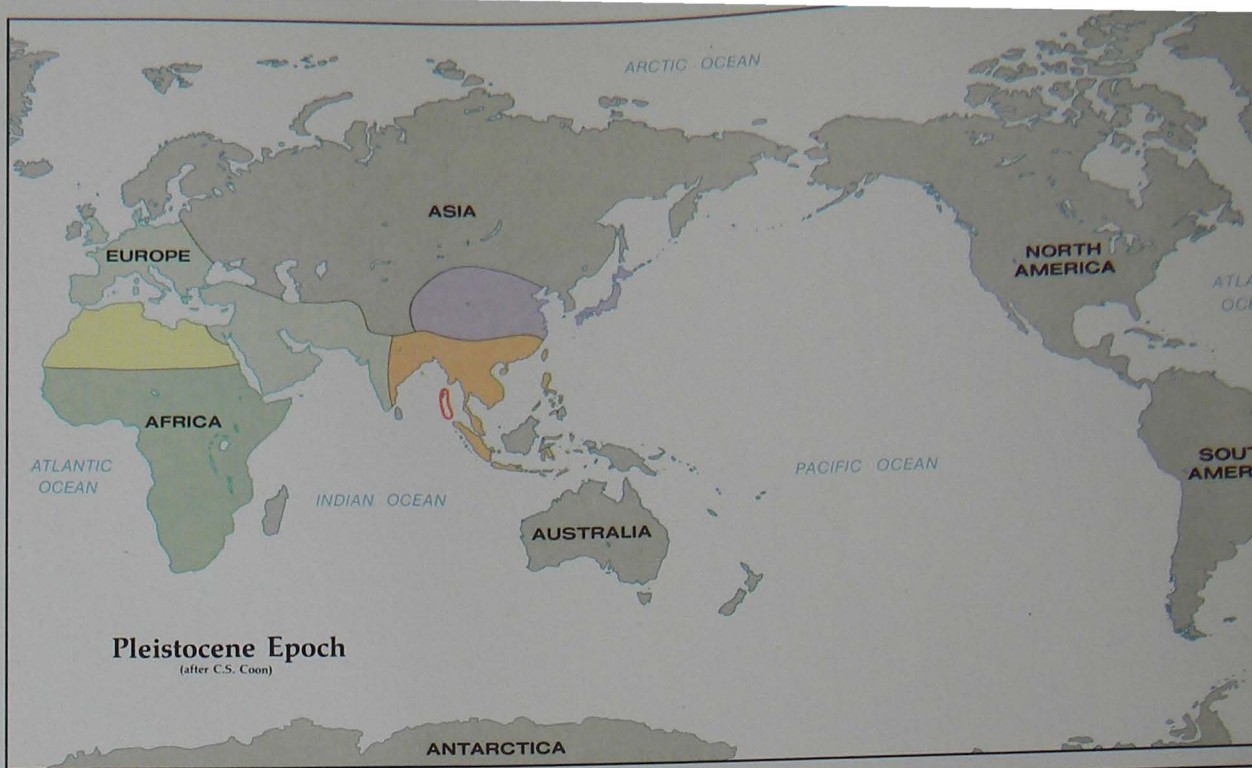 ARCTIC OCEAN
ASIA
EUROPE
NORTH
AMERICA
AFRICA
ATLANTIC
OCEAN
INDIAN OCEAN
PACIFIC OCEAN
AUSTRALIA
Pleistocene Epoch
(after C.S. Coon)
ANTARCTICA